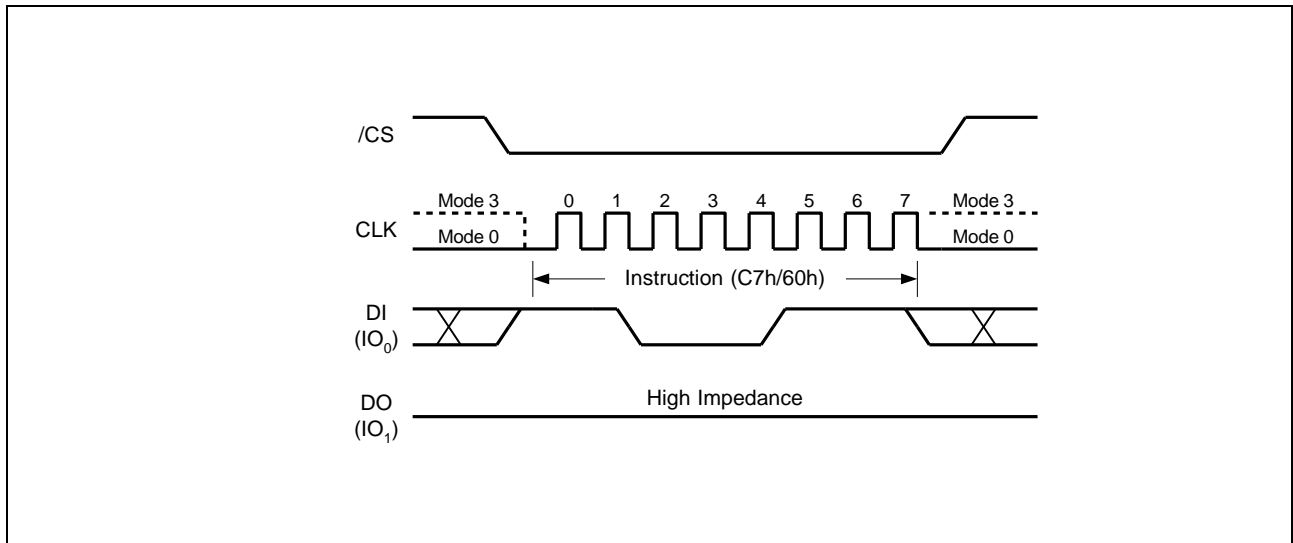 /CS
Mode 3 0 1 2 3 4 5 6 7 Mode 3
CLK
Mode 0 Mode 0
Instruction (C7h/60h)
DI
(IO₀)
High Impedance
DO
(IO₁)